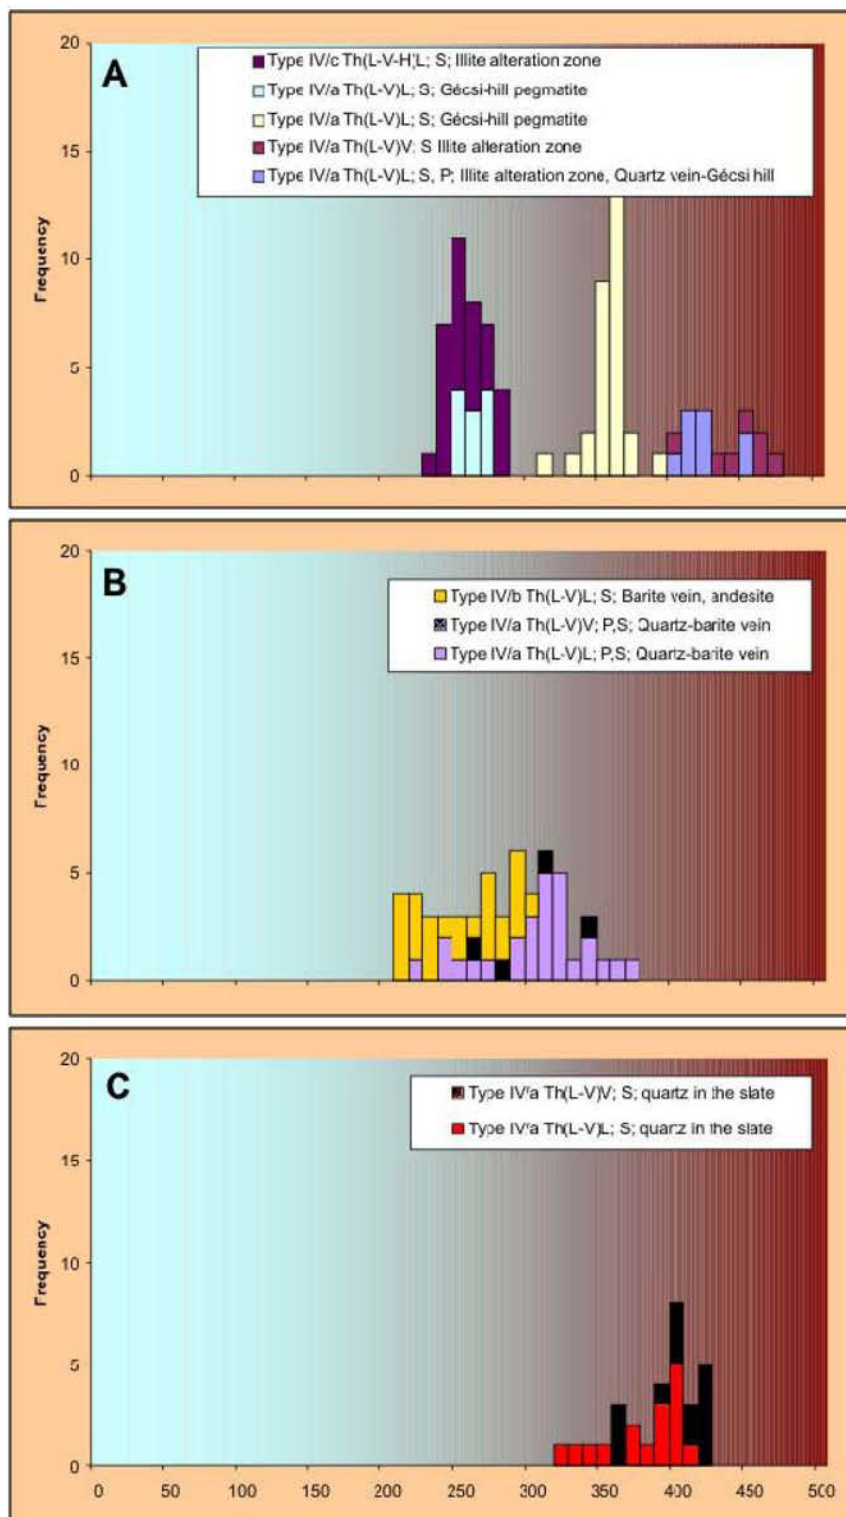 A
20
15
10
5
0
Frequency
Type IV/c Th(L-V-H)L; S; Illite alteration zone
Type IV/a Th(L-V)L; S; Gécsi-hill pegmatite
Type IV/a Th(L-V)L; S; Gécsi-hill pegmatite
Type IV/a Th(L-V)V; S Illite alteration zone
Type IV/a Th(L-V)L; S, P; Illite alteration zone, Quartz vein-Gécsi hill
B
20
15
10
5
0
Frequency
Type IV/b Th(L-V)L; S; Barite vein, andesite
Type IV/a Th(L-V)V; P,S; Quartz-barite vein
Type IV/a Th(L-V)L; P,S; Quartz-barite vein
C
20
15
10
5
0
Frequency
Type IV/a Th(L-V)V; S; quartz in the slate
Type IV/a Th(L-V)L; S; quartz in the slate
0 50 100 150 200 250 300 350 400 450 500